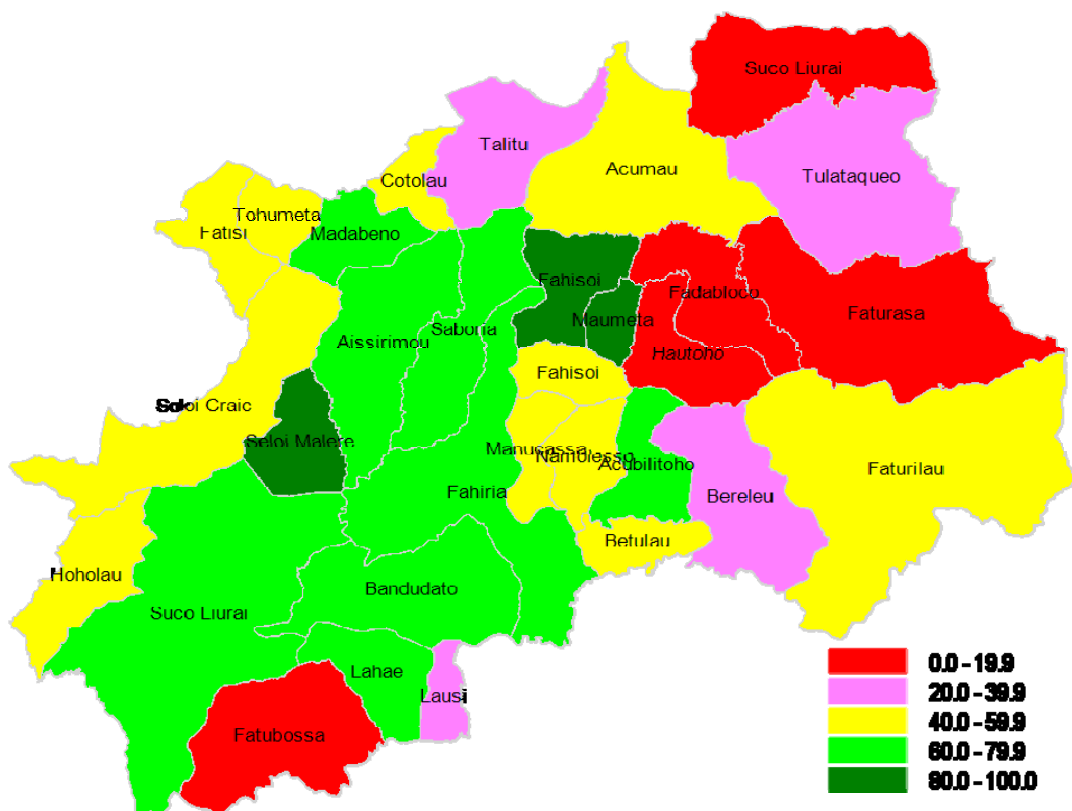 Suco Liurai
Talitu
Acumau
Tulataqueo
Cotolau
Tohumeta
Fatisi
Madabeno
Fahisoi
Fadabloco
Faturasa
Maumeta
Saboria
Aissirimou
Hautoho
Fahisoi
Seloi Craic
Seloi Malere
Manucassa
Namolesso
Acubilitoho
Faturilau
Fahiria
Bereleu
Betulau
Hoholau
Bandudato
Suco Liurai
Lahae
Lausi
Fatubossa
0.0 - 19.9
20.0 - 39.9
40.0 - 59.9
60.0 - 79.9
80.0 - 100.0